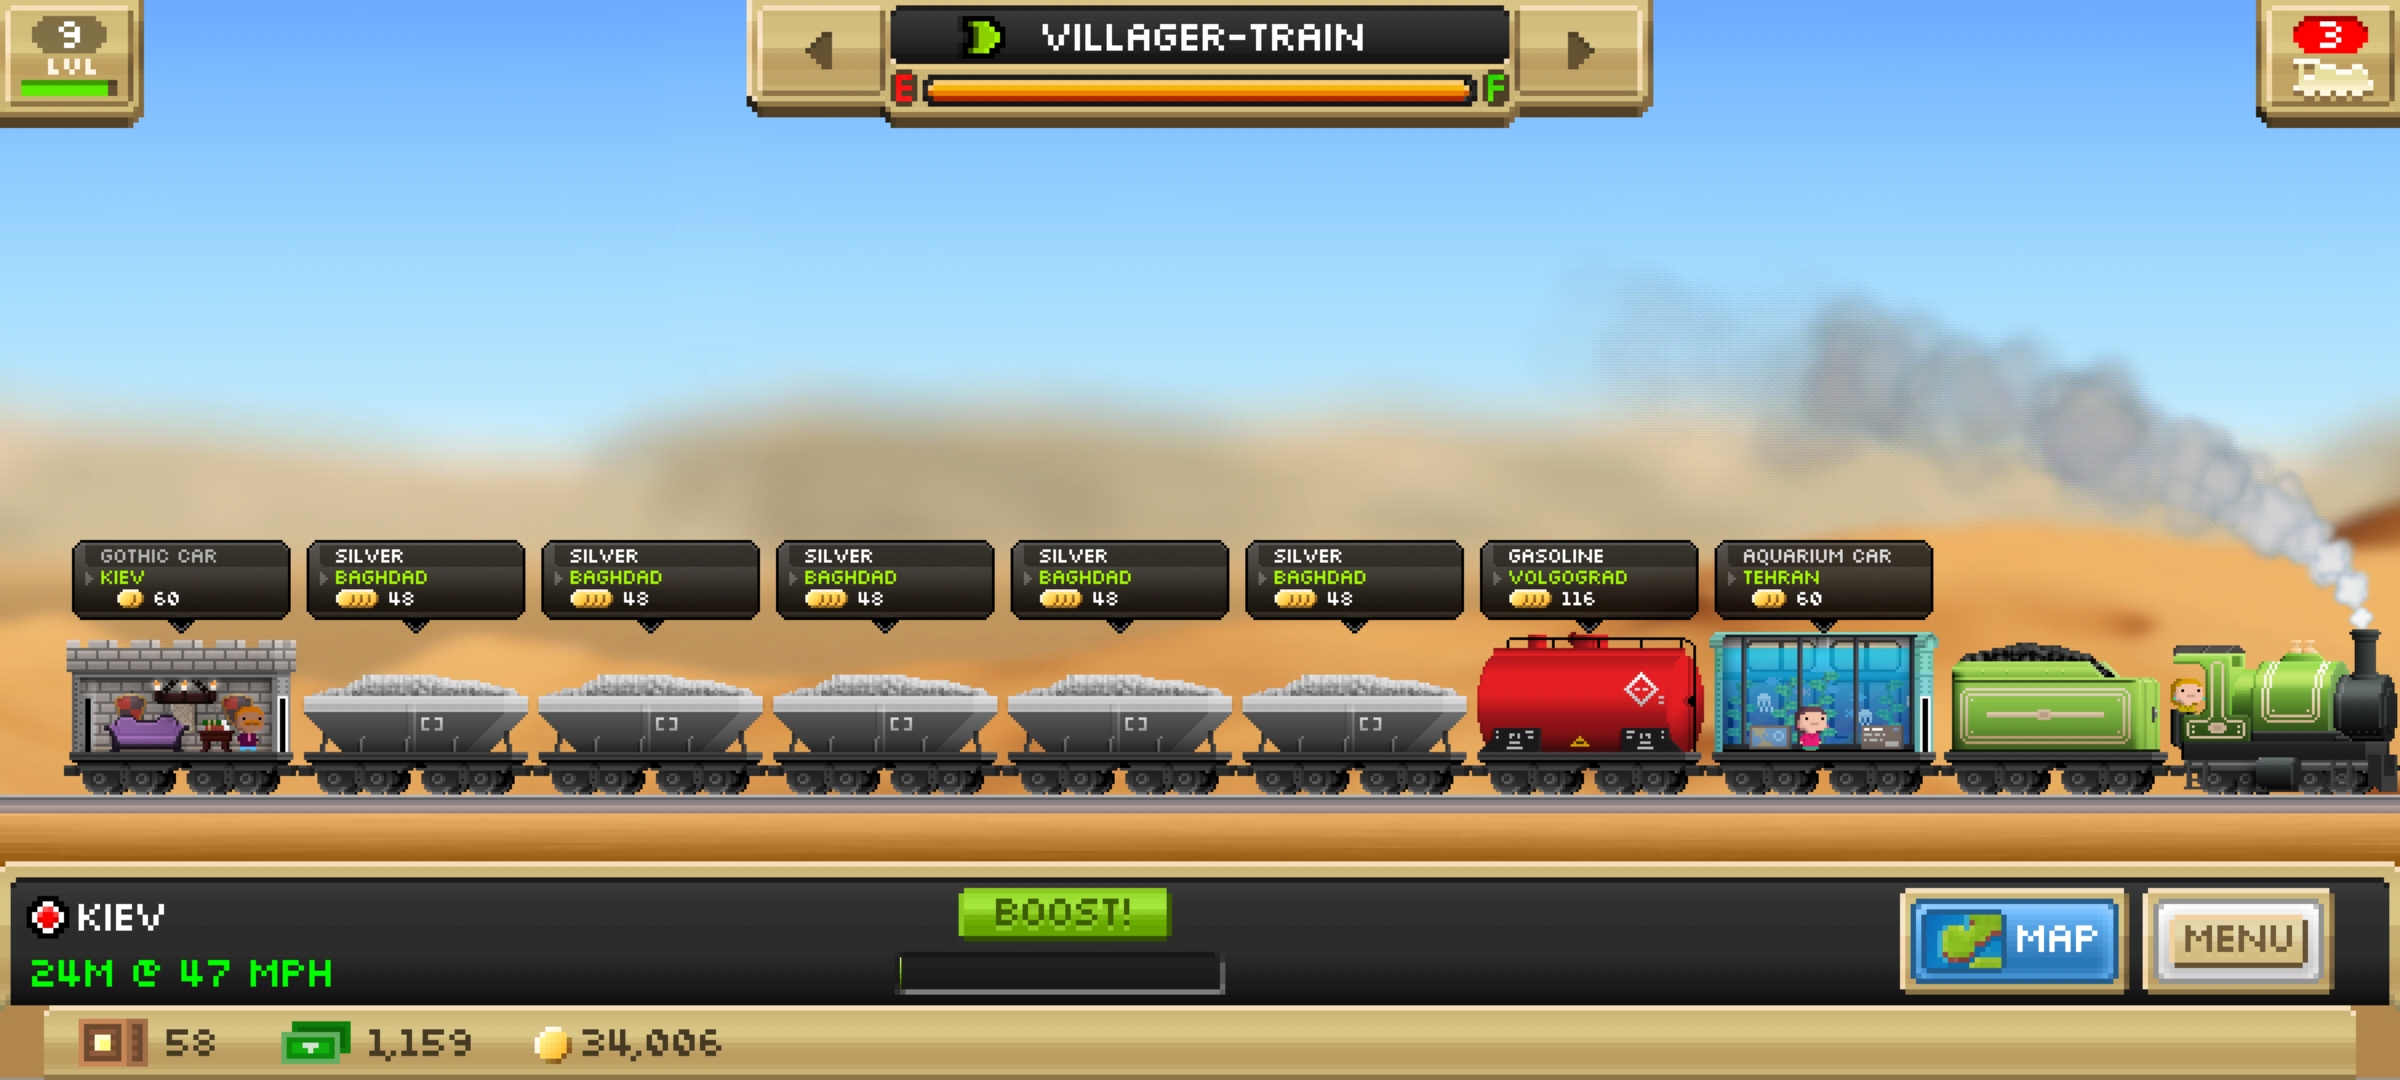 9
LVL
VILLAGER-TRAIN
E
F
3
GOTHIC CAR
KIEV
60
SILVER
BAGHDAD
48
SILVER
BAGHDAD
48
SILVER
BAGHDAD
48
SILVER
BAGHDAD
48
SILVER
BAGHDAD
48
GASOLINE
VOLGOGRAD
116
AQUARIUM CAR
TEHRAN
60
KIEV
24M @ 47 MPH
BOOST!
MAP
MENU
58
1,159
34,006